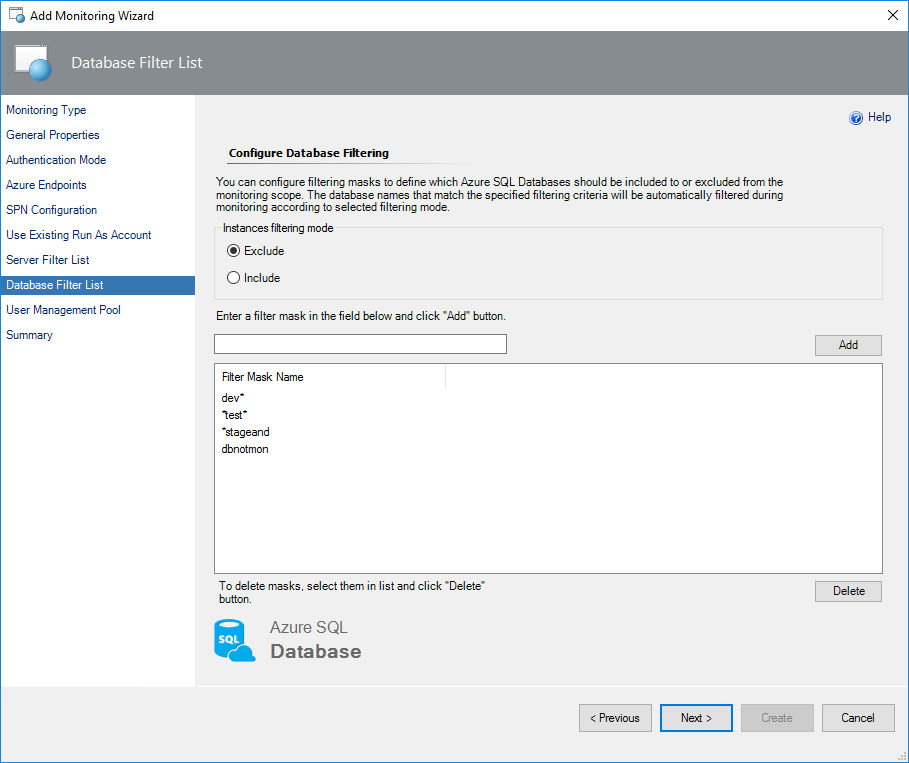 Add Monitoring Wizard
Database Filter List
Monitoring Type
General Properties
Authentication Mode
Azure Endpoints
SPN Configuration
Use Existing Run As Account
Server Filter List
Database Filter List
User Management Pool
Summary
Help
Configure Database Filtering
You can configure filtering masks to define which Azure SQL Databases should be included to or excluded from the
monitoring scope. The database names that match the specified filtering criteria will be automatically filtered during
monitoring according to selected filtering mode.
Instances filtering mode
Exclude
Include
Enter a filter mask in the field below and click "Add" button.
Add
Filter Mask Name
dev*
*test*
*stageand
dbnotmon
To delete masks, select them in list and click "Delete"
button.
Delete
SQL
Azure SQL
Database
< Previous
Next >
Create
Cancel